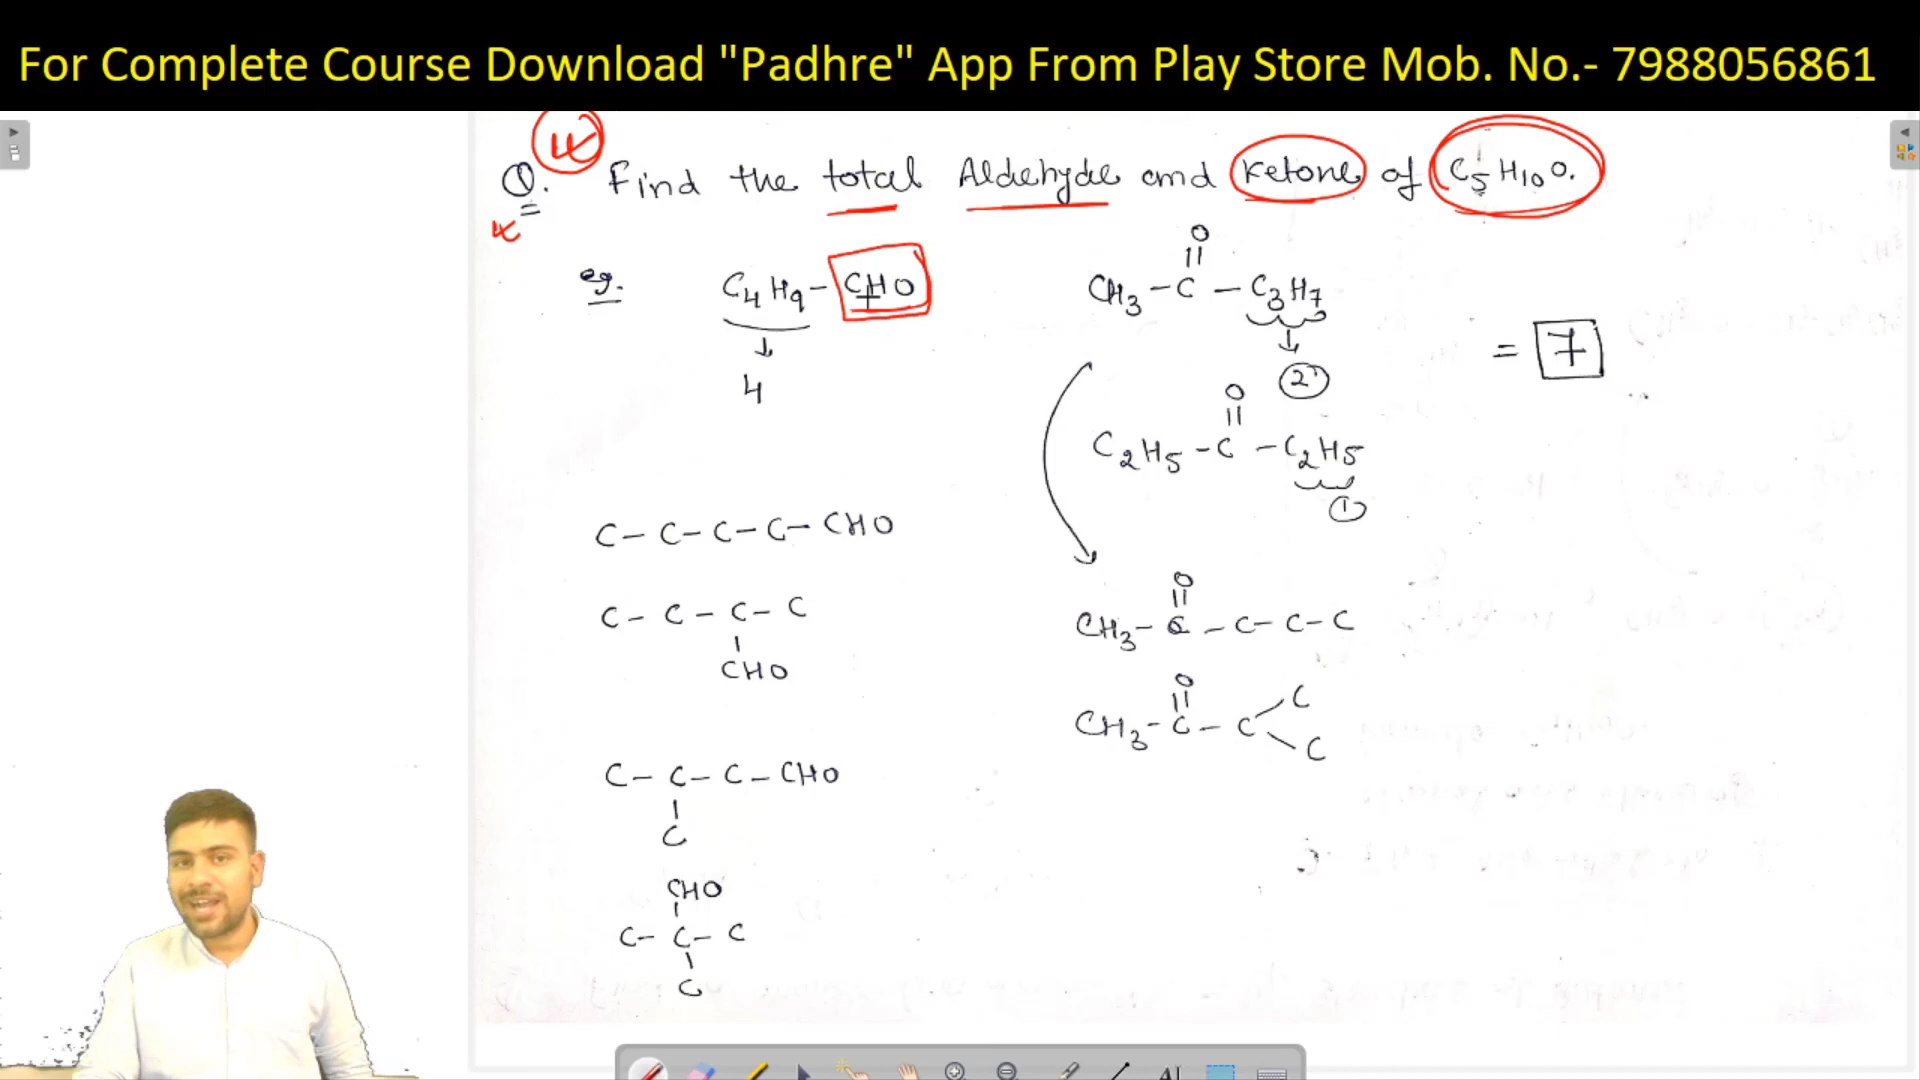 For Complete Course Download "Padhre" App From Play Store Mob. No.- 7988056861
Q. Find the total Aldehyde and Ketone of C5H10O.
eg. C4H9-CHO
4
O
||
CH3-C-C3H7
2
= 7
O
||
C2H5-C-C2H5
1
C-C-C-C-CHO
C-C-C-C
|
CHO
C-C-C-CHO
|
C
CHO
|
C-C-C
|
C
O
||
CH3-C-C-C-C
O
||
CH3-C-C
C
C